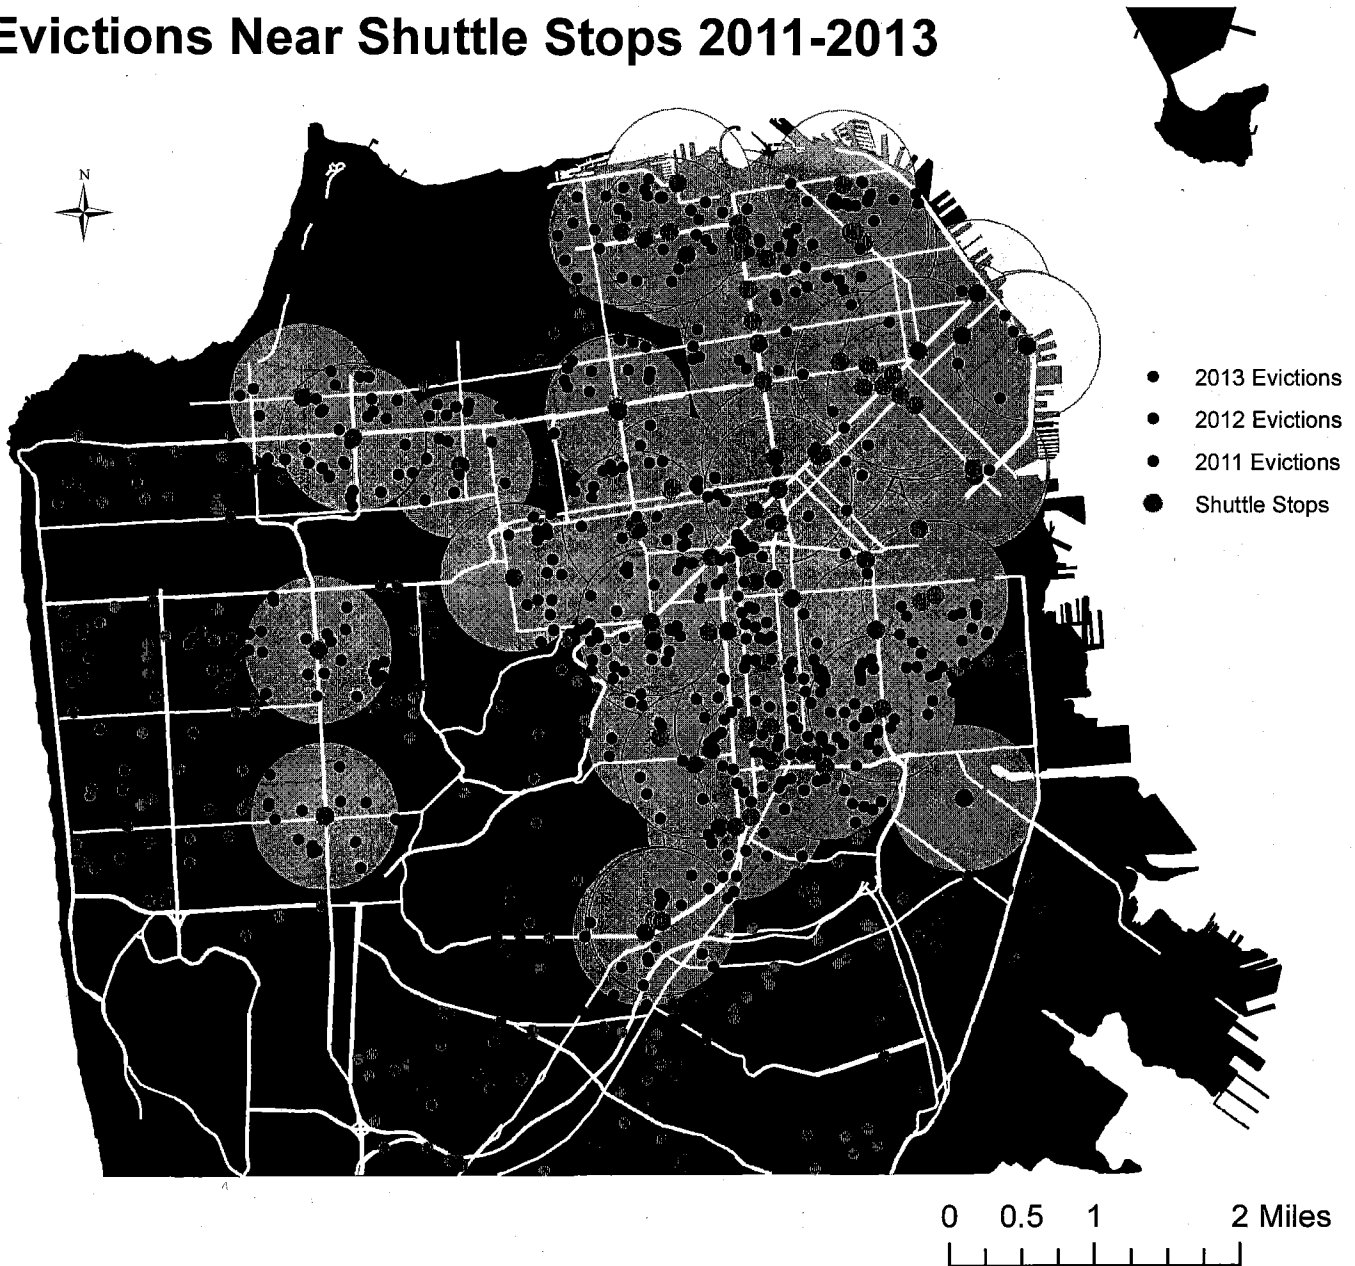 Evictions Near Shuttle Stops 2011-2013
N
2013 Evictions
2012 Evictions
2011 Evictions
Shuttle Stops
0 0.5 1 2 Miles